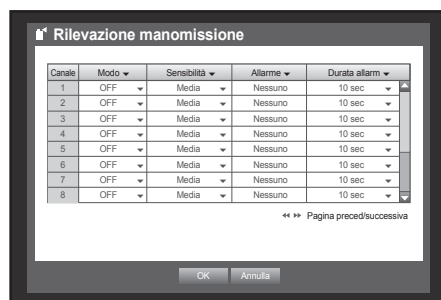 Rilevazione manomissione
Canale Modo Sensibilità Allarme Durata allarm
1 OFF Media Nessuno 10 sec
2 OFF Media Nessuno 10 sec
3 OFF Media Nessuno 10 sec
4 OFF Media Nessuno 10 sec
5 OFF Media Nessuno 10 sec
6 OFF Media Nessuno 10 sec
7 OFF Media Nessuno 10 sec
8 OFF Media Nessuno 10 sec
Pagina preced/successiva
OK Annulla